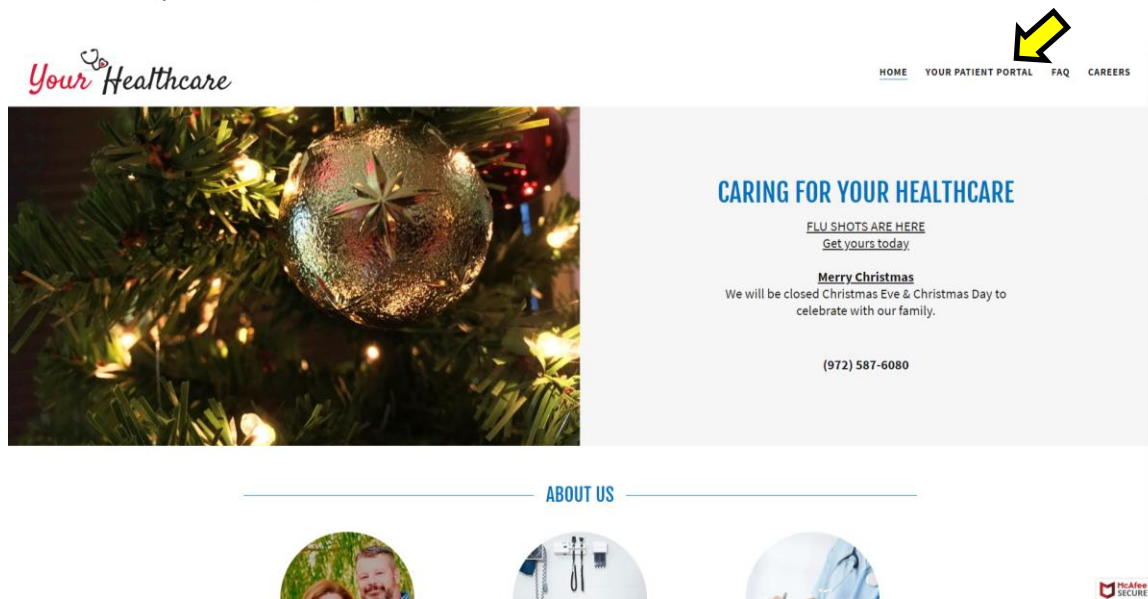 Your Healthcare
HOME YOUR PATIENT PORTAL FAQ CAREERS
CARING FOR YOUR HEALTHCARE
FLU SHOTS ARE HERE
Get yours today
Merry Christmas
We will be closed Christmas Eve & Christmas Day to
celebrate with our family.
(972) 587-6080
ABOUT US
McAfee
SECURE